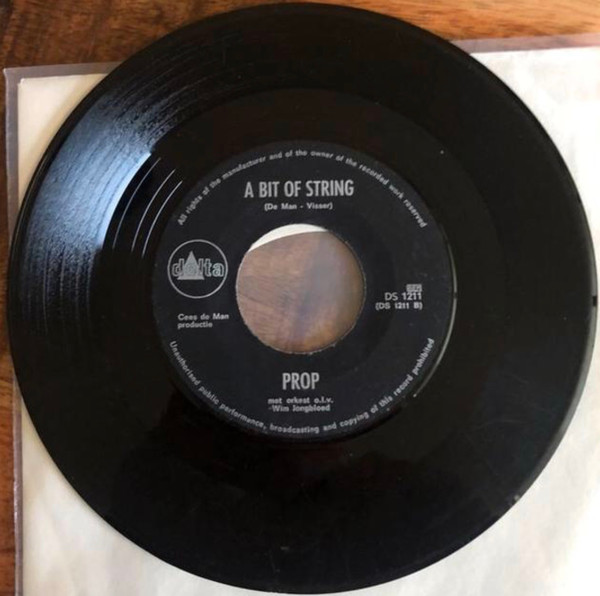 All rights of the manufacturer and of the owner of the recorded work reserved
A BIT OF STRING
(De Man - Visser)
delta
DS 1211
(DS 1211 B)
Cees de Man
productie
PROP
met orkest o.l.v.
Wim Jongbloed
Unauthorised public performance, broadcasting and copying of this record prohibited